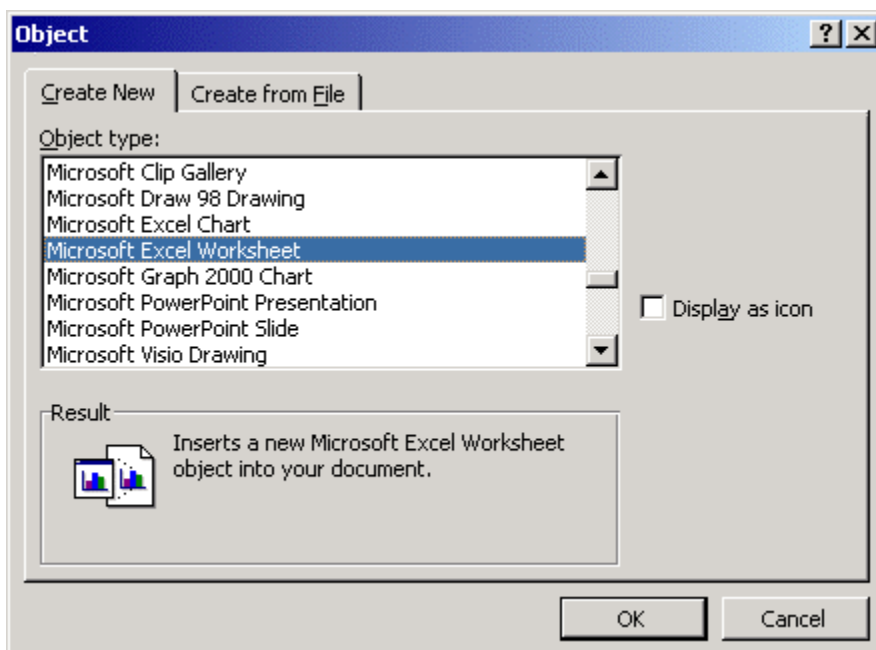 Object
Create New
Create from File
Object type:
Microsoft Clip Gallery
Microsoft Draw 98 Drawing
Microsoft Excel Chart
Microsoft Excel Worksheet
Microsoft Graph 2000 Chart
Microsoft PowerPoint Presentation
Microsoft PowerPoint Slide
Microsoft Visio Drawing
Display as icon
Result
Inserts a new Microsoft Excel Worksheet
object into your document.
OK
Cancel